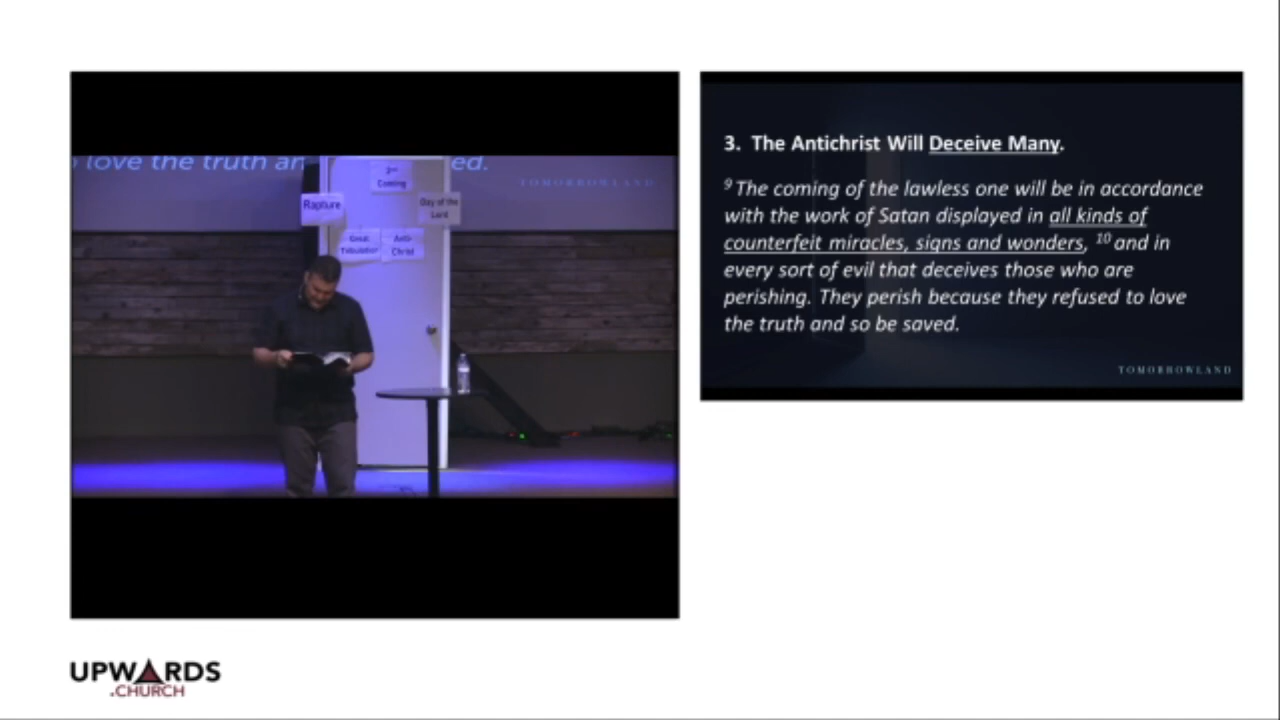 love the truth an
ed.
TOMORROWLAND
2nd
Coming
Rapture
Day of the
Lord
Great
Tribulation
Anti-
Christ
3. The Antichrist Will Deceive Many.
9 The coming of the lawless one will be in accordance
with the work of Satan displayed in all kinds of
counterfeit miracles, signs and wonders, 10 and in
every sort of evil that deceives those who are
perishing. They perish because they refused to love
the truth and so be saved.
TOMORROWLAND
UPWARDS
.CHURCH